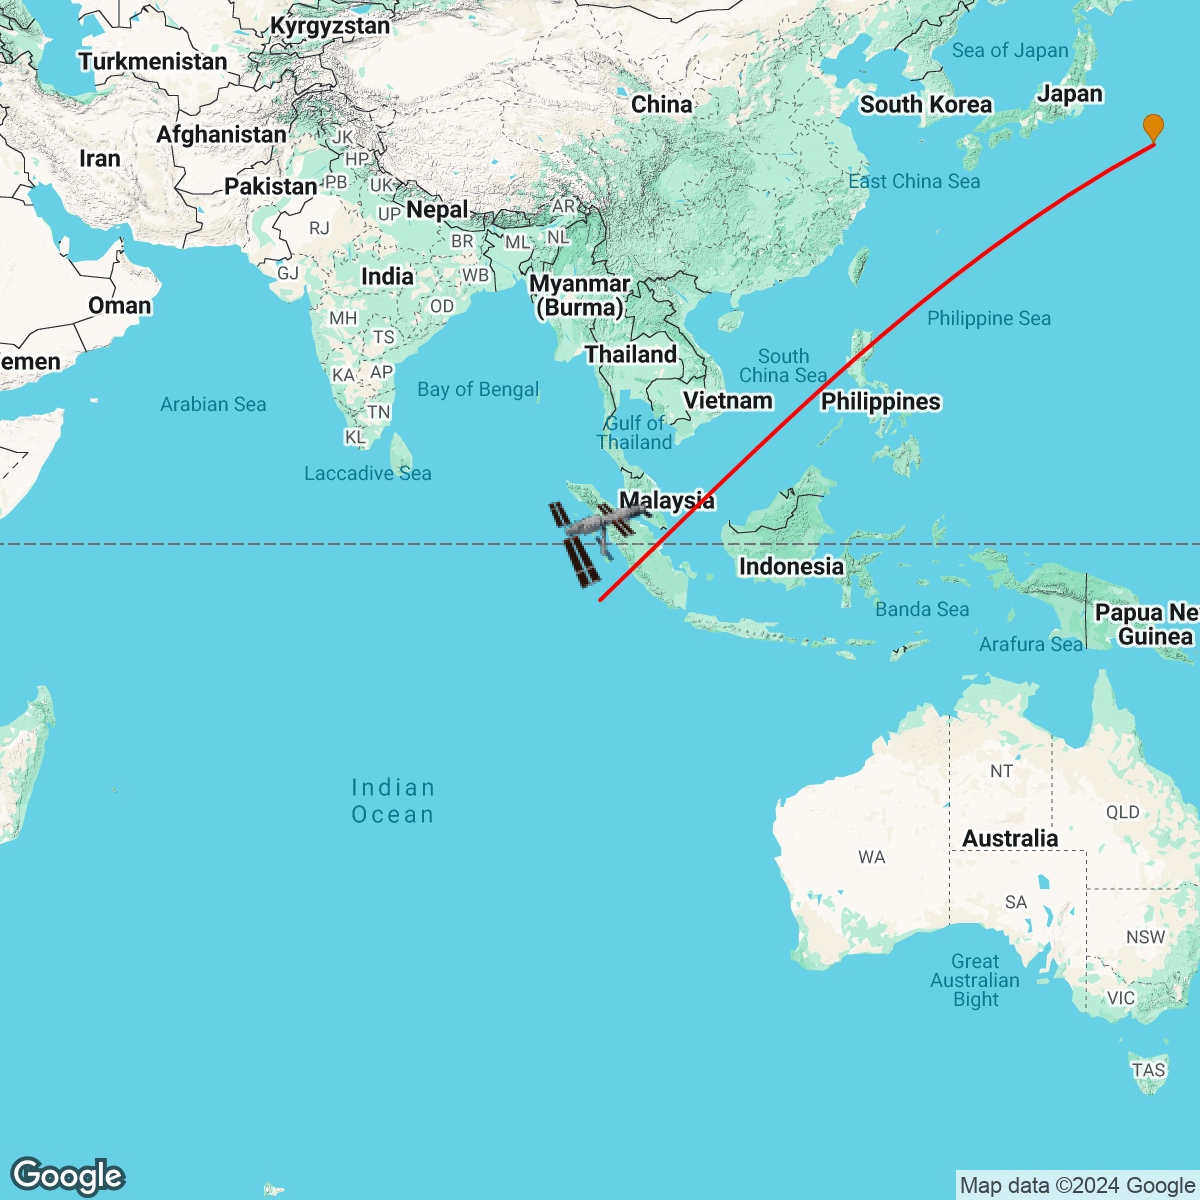 Kyrgyzstan
Turkmenistan
Sea of Japan
China
South Korea
Japan
Afghanistan
JK
Iran
HP
Pakistan
PB
UK
East China Sea
Nepal
AR
UP
RJ
BR
ML
NL
GJ
India
WB
Myanmar
(Burma)
Oman
OD
MH
Philippine Sea
TS
Thailand
South
China Sea
emen
KA
AP
Bay of Bengal
Vietnam
Philippines
Arabian Sea
TN
Gulf of
Thailand
KL
Laccadive Sea
Malaysia
Indonesia
Banda Sea
Papua Ne
Guinea
Arafura Sea
Indian
Ocean
NT
QLD
Australia
WA
SA
NSW
Great
Australian
Bight
VIC
TAS
Google
Map data ©2024 Google